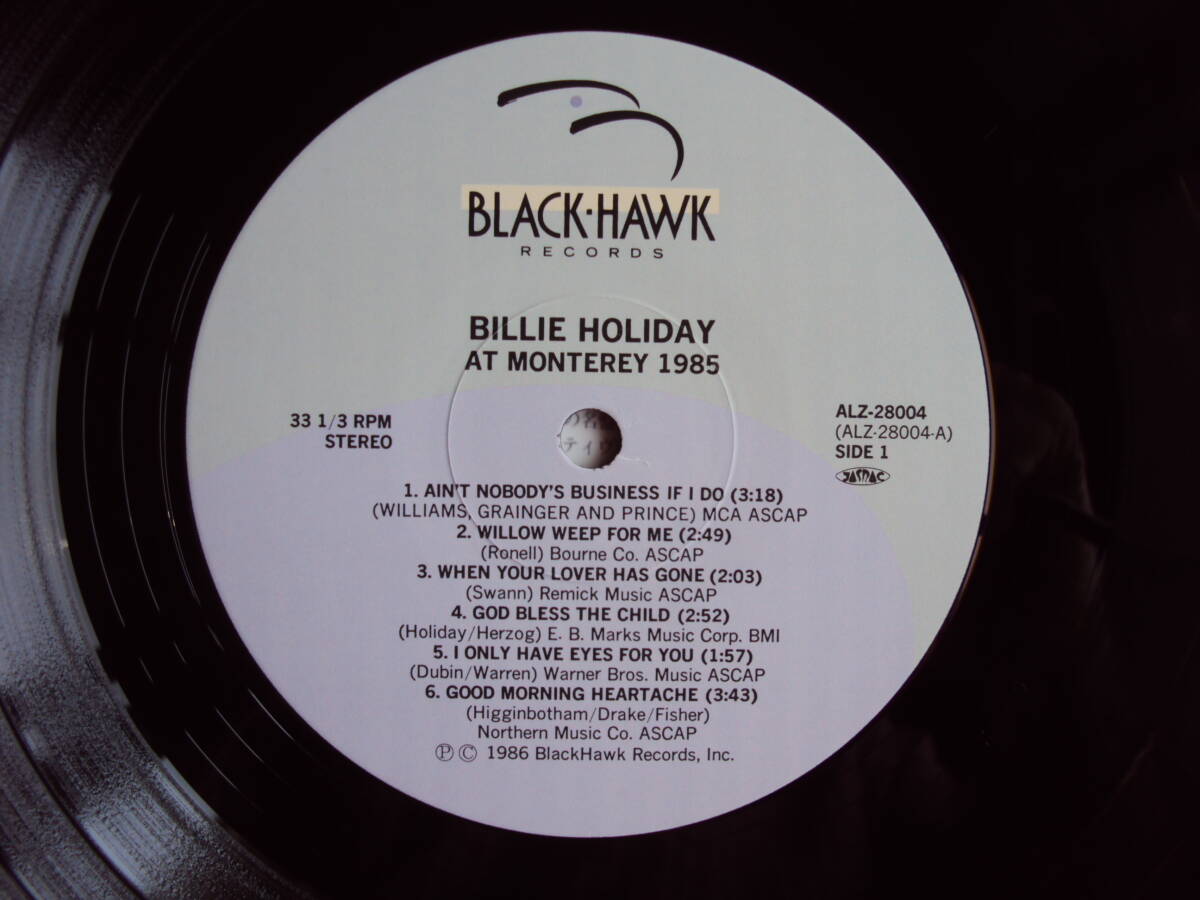 BLACK·HAWK
RECORDS
BILLIE HOLIDAY
AT MONTEREY 1985
33 1/3 RPM
STEREO
ALZ-28004
(ALZ-28004-A)
SIDE 1
JASRAC
1. AIN'T NOBODY'S BUSINESS IF I DO (3:18)
(WILLIAMS, GRAINGER AND PRINCE) MCA ASCAP
2. WILLOW WEEP FOR ME (2:49)
(Ronell) Bourne Co. ASCAP
3. WHEN YOUR LOVER HAS GONE (2:03)
(Swann) Remick Music ASCAP
4. GOD BLESS THE CHILD (2:52)
(Holiday/Herzog) E. B. Marks Music Corp. BMI
5. I ONLY HAVE EYES FOR YOU (1:57)
(Dubin/Warren) Warner Bros. Music ASCAP
6. GOOD MORNING HEARTACHE (3:43)
(Higginbotham/Drake/Fisher)
Northern Music Co. ASCAP
℗ © 1986 BlackHawk Records, Inc.